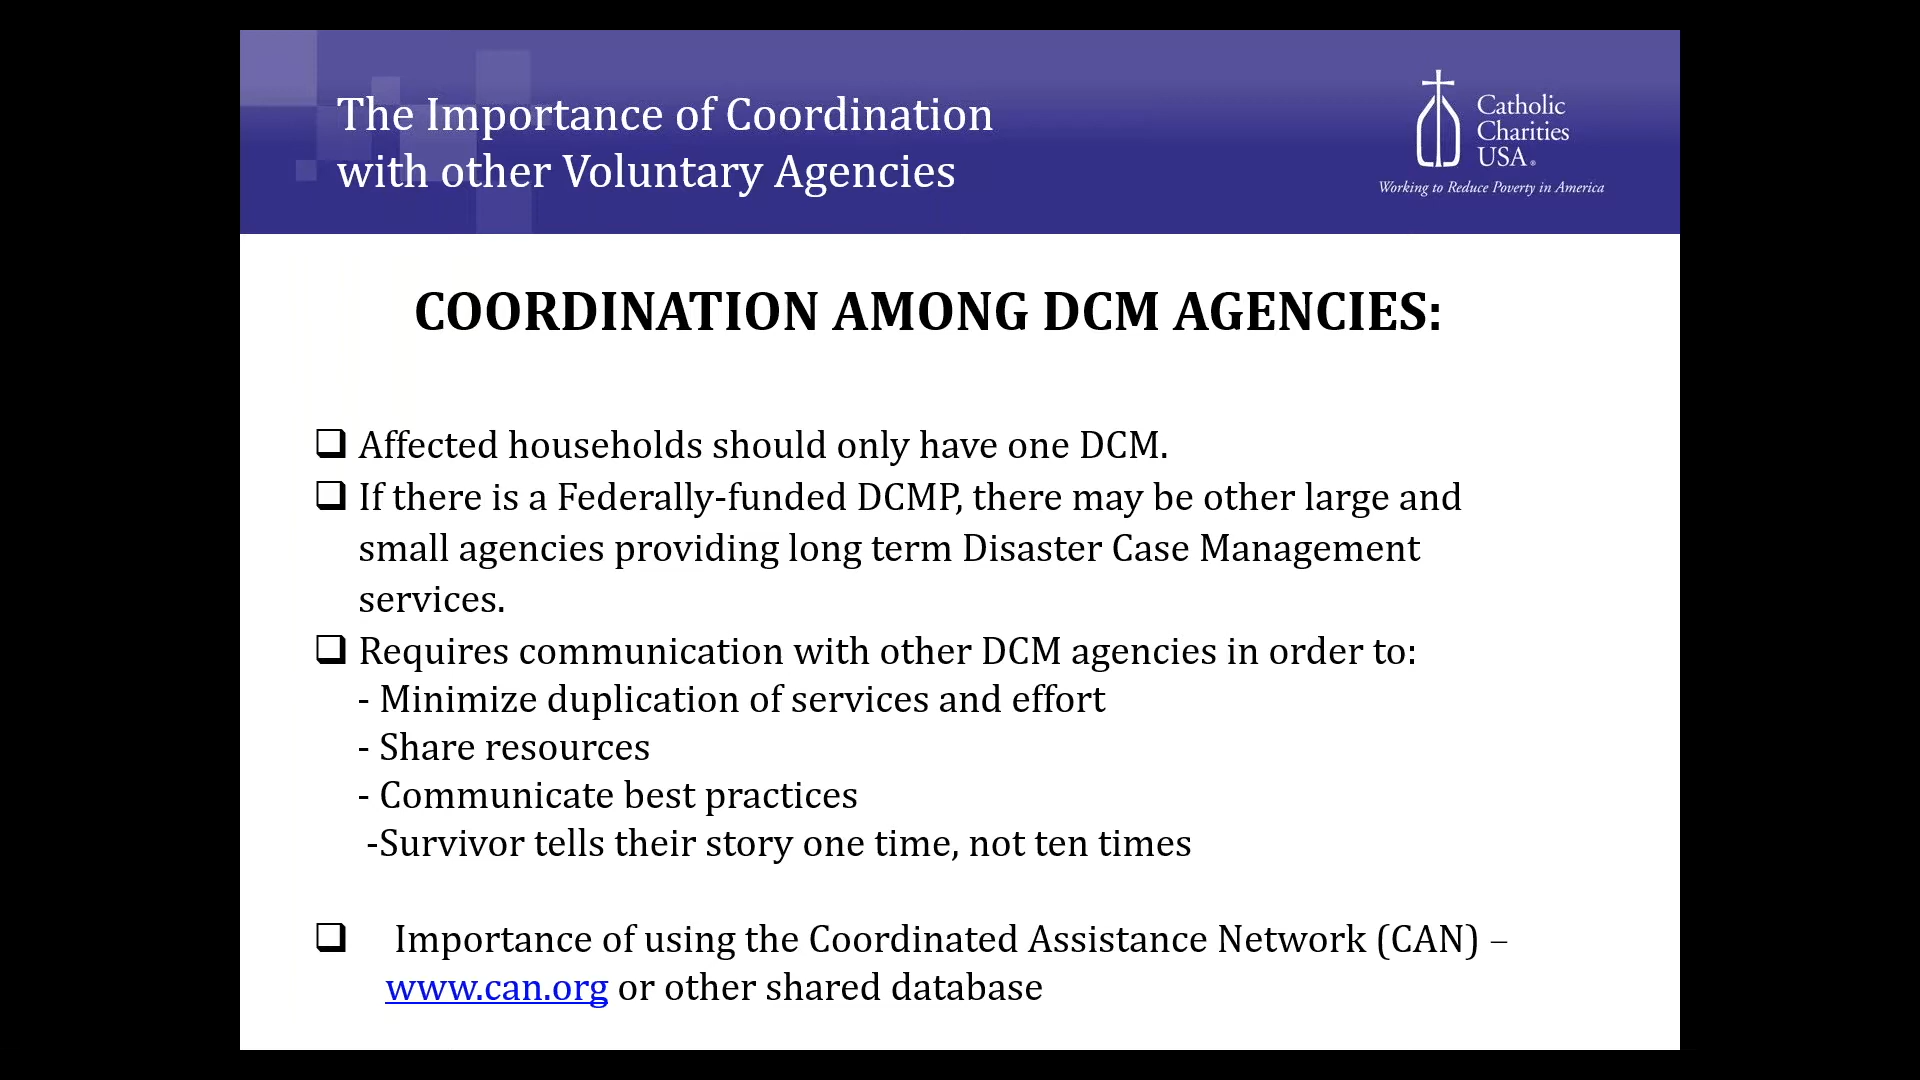 The Importance of Coordination
with other Voluntary Agencies
Catholic
Charities
USA®
Working to Reduce Poverty in America
COORDINATION AMONG DCM AGENCIES:
❑ Affected households should only have one DCM.
❑ If there is a Federally-funded DCMP, there may be other large and
small agencies providing long term Disaster Case Management
services.
❑ Requires communication with other DCM agencies in order to:
- Minimize duplication of services and effort
- Share resources
- Communicate best practices
-Survivor tells their story one time, not ten times
❑ Importance of using the Coordinated Assistance Network (CAN) –
www.can.org or other shared database